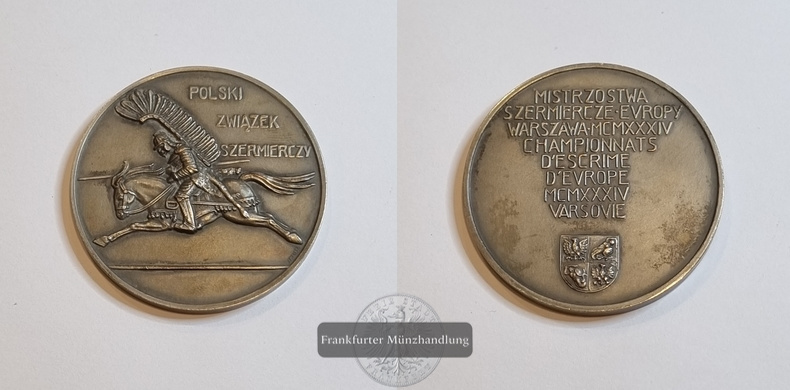 POLSKI
ZWIĄZEK
SZERMIERCZY
MISTRZOSTWA
SZERMIERCZE·EVROPY
WARSZAWA·MCMXXXIV
CHAMPIONNATS
D'ESCRIME
D'EVROPE
MCMXXXIV
VARSOVIE
Frankfurter Münzhandlung